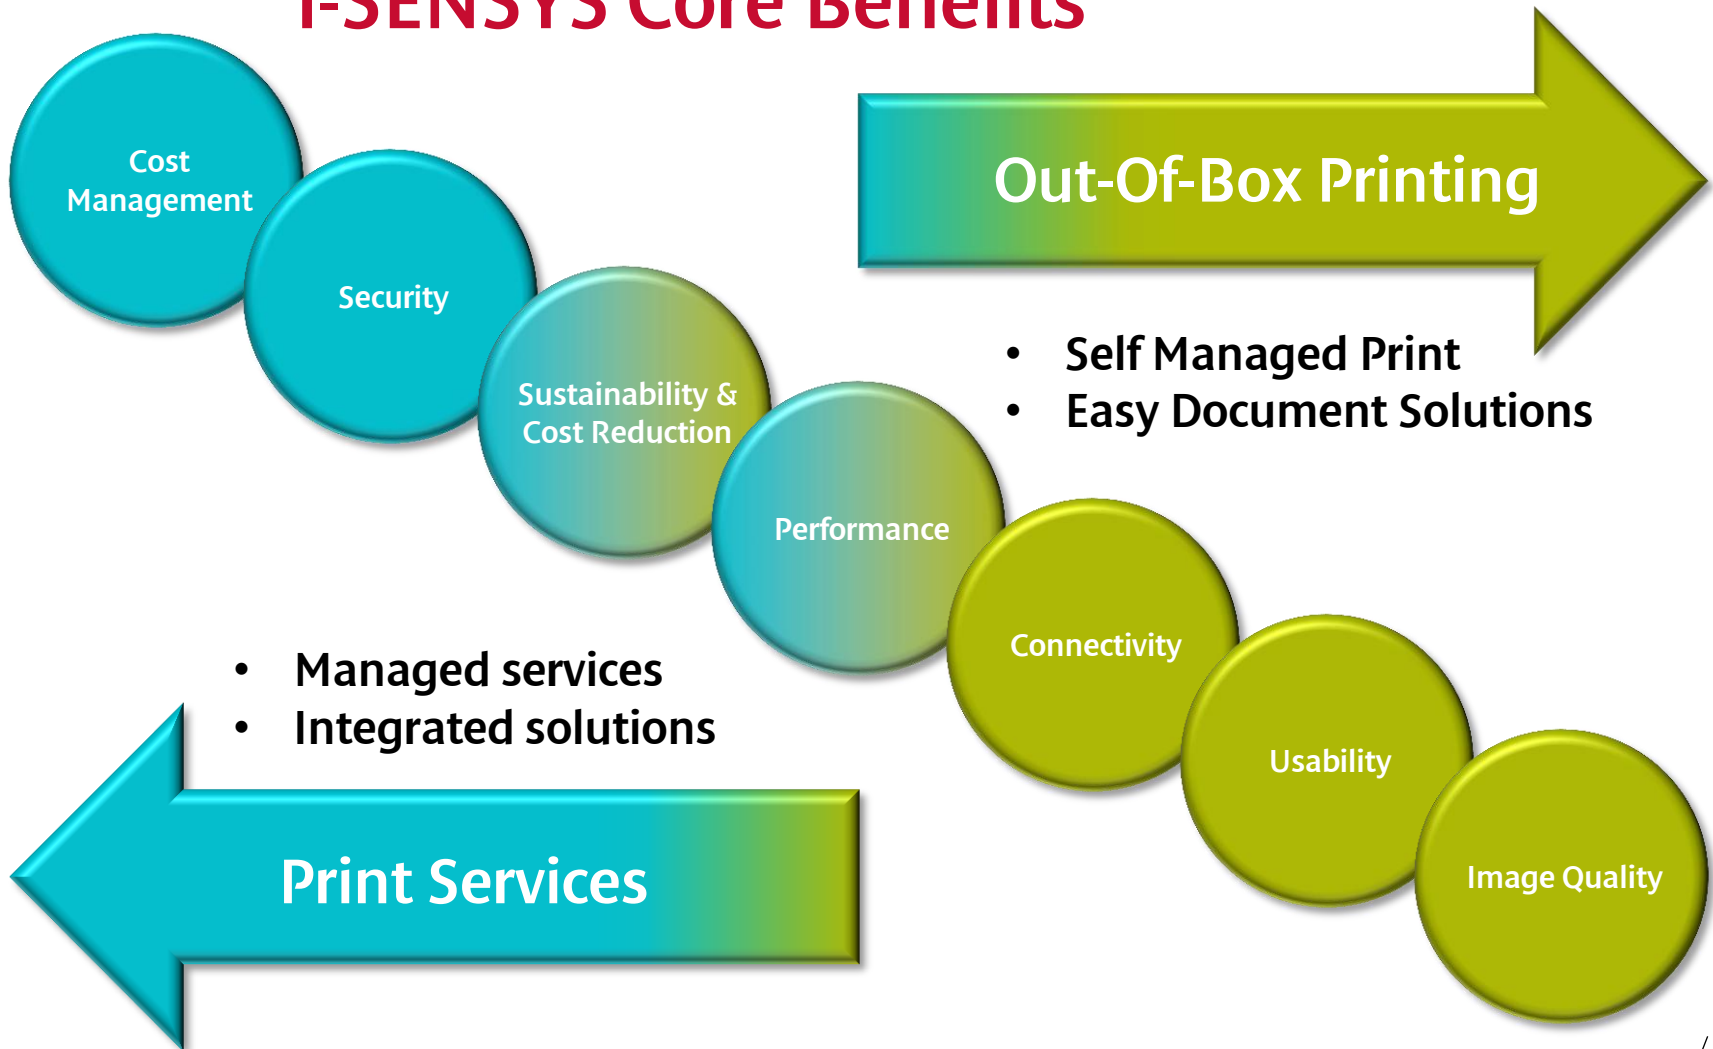 i-SENSYS Core Benefits
Cost
Management
Security
Sustainability &
Cost Reduction
Performance
Connectivity
Usability
Image Quality
Out-Of-Box Printing
• Self Managed Print
• Easy Document Solutions
• Managed services
• Integrated solutions
Print Services
/